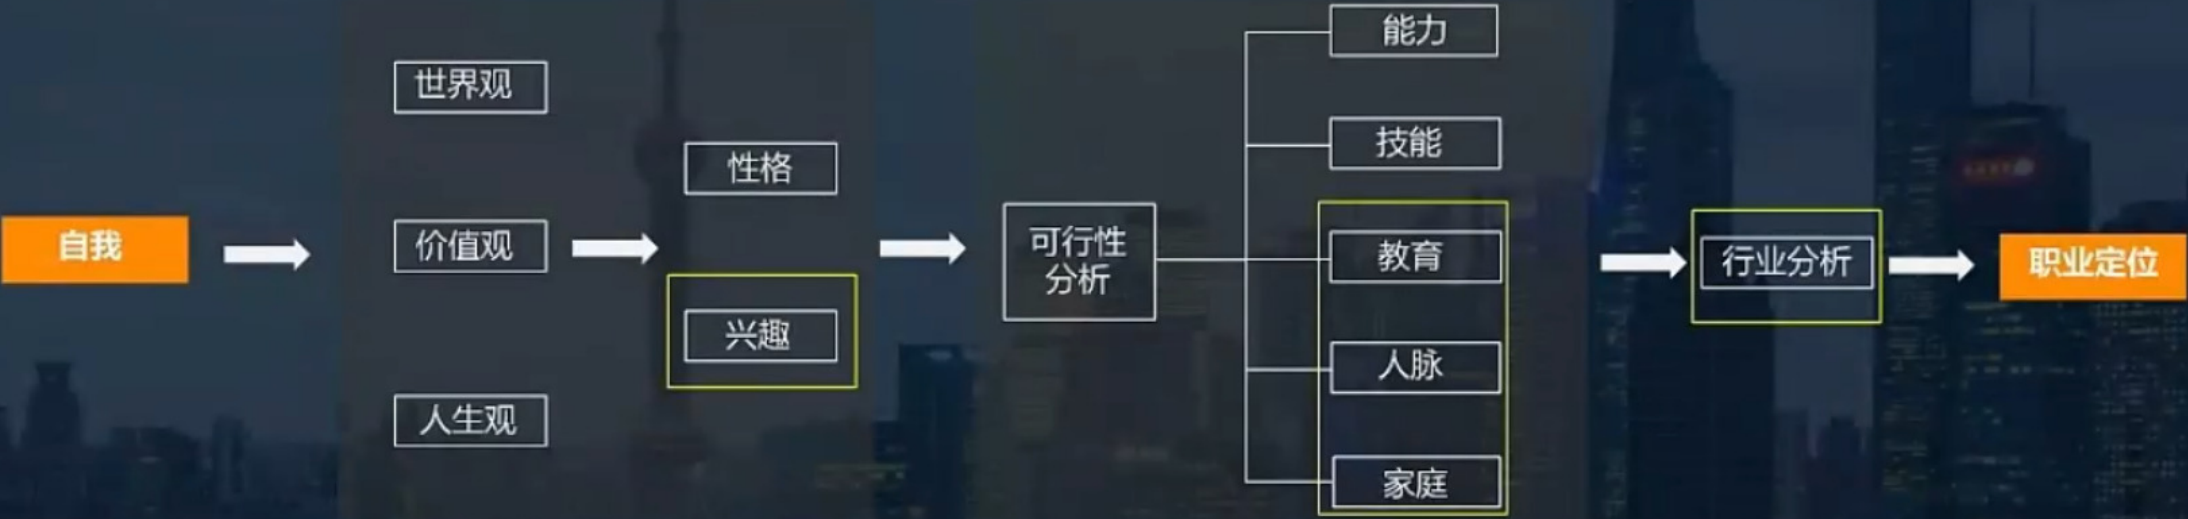 自我
世界观
价值观
人生观
性格
兴趣
可行性
分析
能力
技能
教育
人脉
家庭
行业分析
职业定位